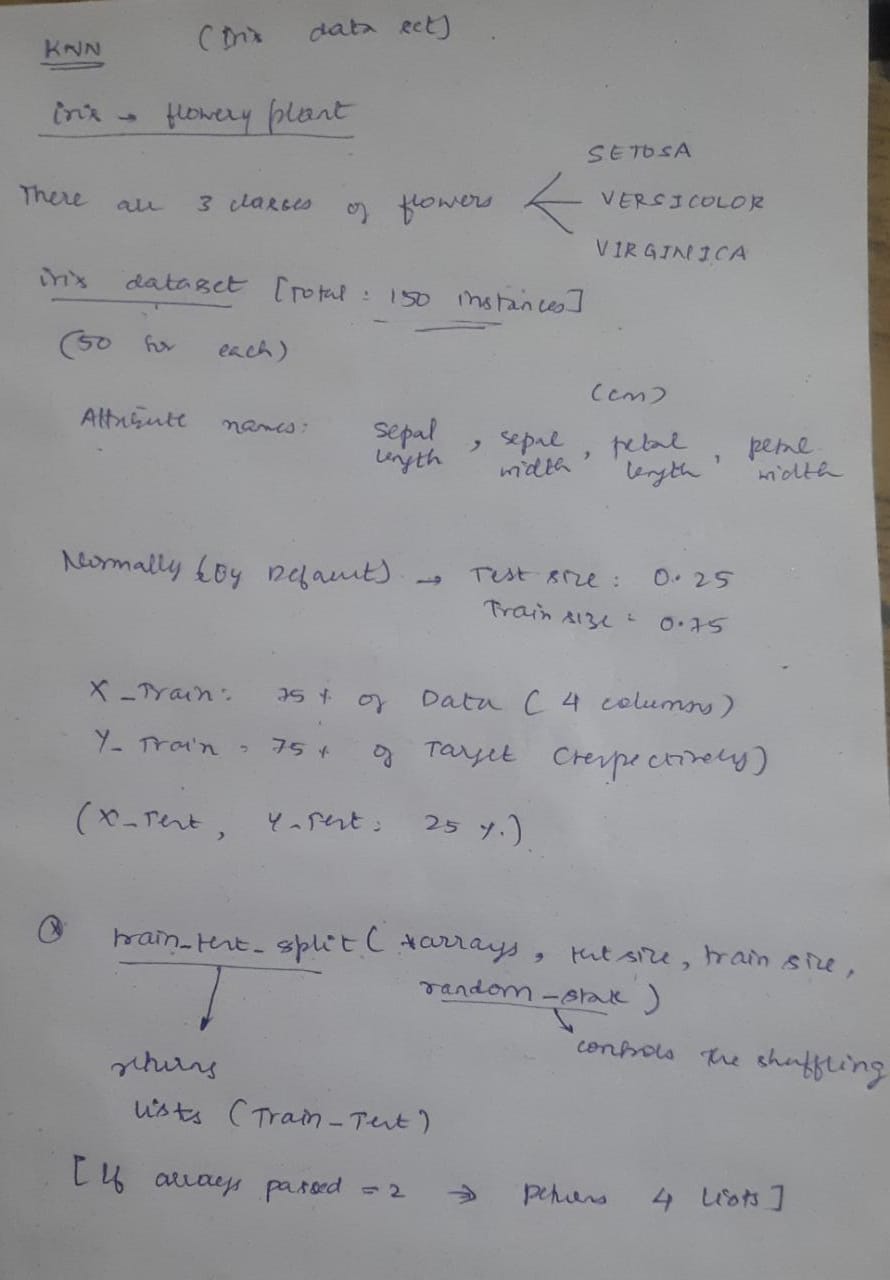 KNN (Iris data set)
iris → flowery plant
There are 3 classes of flowers
SETOSA
VERSICOLOR
VIRGINICA
iris dataset [Total : 150 instances]
(50 for each)
(cm)
Attribute names: sepal length, sepal width, petal length, petal width
Normally (By Default) → Test size : 0.25
Train size : 0.75
X_Train: 75 % of Data (4 columns)
Y_Train : 75 % of Target (respectively)
(X_Test, Y_Test : 25 %.)
* train_test_split ( *arrays, test size, train size,
random_state )
controls the shuffling
returns
lists (Train_Test)
[If arrays passed = 2 ⇒ Returns 4 lists]